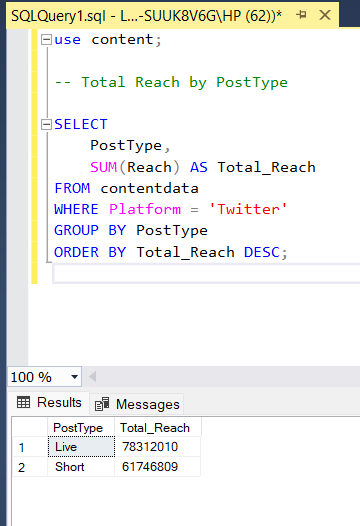 SQLQuery1.sql - L...-SUUK8V6G\HP (62))*
use content;
-- Total Reach by PostType
SELECT
PostType,
SUM(Reach) AS Total_Reach
FROM contentdata
WHERE Platform = 'Twitter'
GROUP BY PostType
ORDER BY Total_Reach DESC;
100 %
Results Messages
PostType Total_Reach
1 Live 78312010
2 Short 61746809